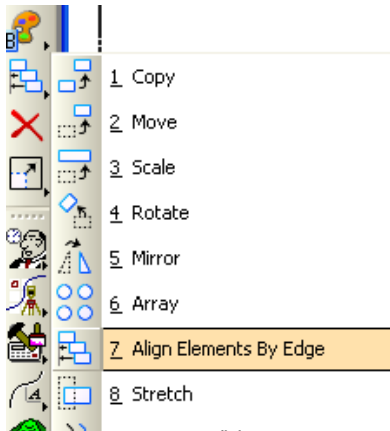 B
1 Copy
2 Move
3 Scale
4 Rotate
5 Mirror
6 Array
7 Align Elements By Edge
A
8 Stretch